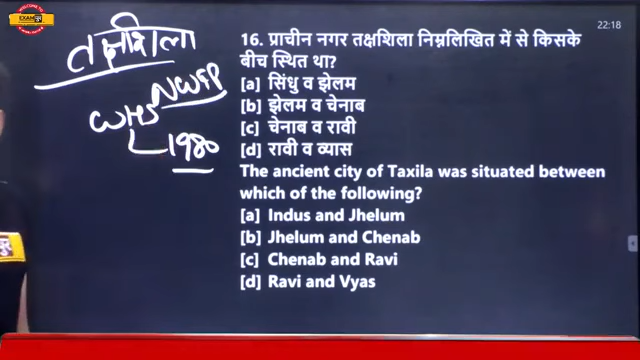 22:18
EXAM
तक्षशिला
NWFP
WHS
1980
16. प्राचीन नगर तक्षशिला निम्नलिखित में से किसके
बीच स्थित था?
[a] सिंधु व झेलम
[b] झेलम व चेनाब
[c] चेनाब व रावी
[d] रावी व व्यास
The ancient city of Taxila was situated between
which of the following?
[a] Indus and Jhelum
[b] Jhelum and Chenab
[c] Chenab and Ravi
[d] Ravi and Vyas